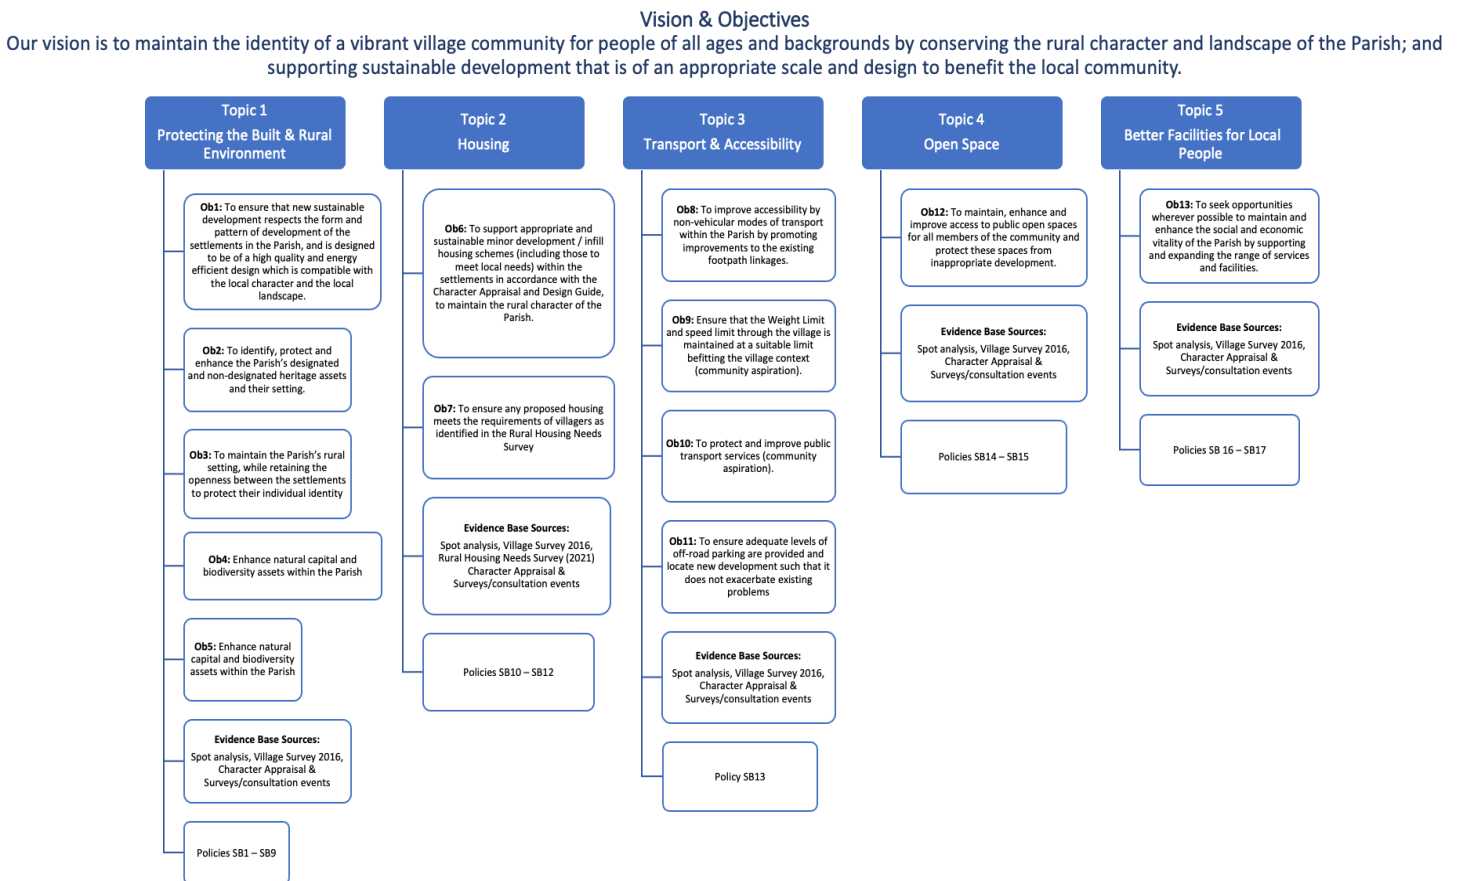 Vision & Objectives
Our vision is to maintain the identity of a vibrant village community for people of all ages and backgrounds by conserving the rural character and landscape of the Parish; and
supporting sustainable development that is of an appropriate scale and design to benefit the local community.
Topic 1
Protecting the Built & Rural
Environment
Ob1: To ensure that new sustainable
development respects the form and
pattern of development of the
settlements in the Parish, and is designed
to be of a high quality and energy
efficient design which is compatible with
the local character and the local
landscape.
Ob2: To identify, protect and
enhance the Parish's designated
and non-designated heritage assets
and their setting.
Ob3: To maintain the Parish's rural
setting, while retaining the
openness between the settlements
to protect their individual identity
Ob4: Enhance natural capital and
biodiversity assets within the Parish
Ob5: Enhance natural
capital and biodiversity
assets within the Parish
Evidence Base Sources:
Spot analysis, Village Survey 2016,
Character Appraisal &
Surveys/consultation events
Policies SB1 – SB9
Topic 2
Housing
Ob6: To support appropriate and
sustainable minor development / infill
housing schemes (including those to
meet local needs) within the
settlements in accordance with the
Character Appraisal and Design Guide,
to maintain the rural character of the
Parish.
Ob7: To ensure any proposed housing
meets the requirements of villagers as
identified in the Rural Housing Needs
Survey
Evidence Base Sources:
Spot analysis, Village Survey 2016,
Rural Housing Needs Survey (2021)
Character Appraisal &
Surveys/consultation events
Policies SB10 – SB12
Topic 3
Transport & Accessibility
Ob8: To improve accessibility by
non-vehicular modes of transport
within the Parish by promoting
improvements to the existing
footpath linkages.
Ob9: Ensure that the Weight Limit
and speed limit through the village is
maintained at a suitable limit
befitting the village context
(community aspiration).
Ob10: To protect and improve public
transport services (community
aspiration).
Ob11: To ensure adequate levels of
off-road parking are provided and
locate new development such that it
does not exacerbate existing
problems
Evidence Base Sources:
Spot analysis, Village Survey 2016,
Character Appraisal &
Surveys/consultation events
Policy SB13
Topic 4
Open Space
Ob12: To maintain, enhance and
improve access to public open spaces
for all members of the community and
protect these spaces from
inappropriate development.
Evidence Base Sources:
Spot analysis, Village Survey 2016,
Character Appraisal &
Surveys/consultation events
Policies SB14 – SB15
Topic 5
Better Facilities for Local
People
Ob13: To seek opportunities
wherever possible to maintain and
enhance the social and economic
vitality of the Parish by supporting
and expanding the range of services
and facilities.
Evidence Base Sources:
Spot analysis, Village Survey 2016,
Character Appraisal &
Surveys/consultation events
Policies SB 16 – SB17